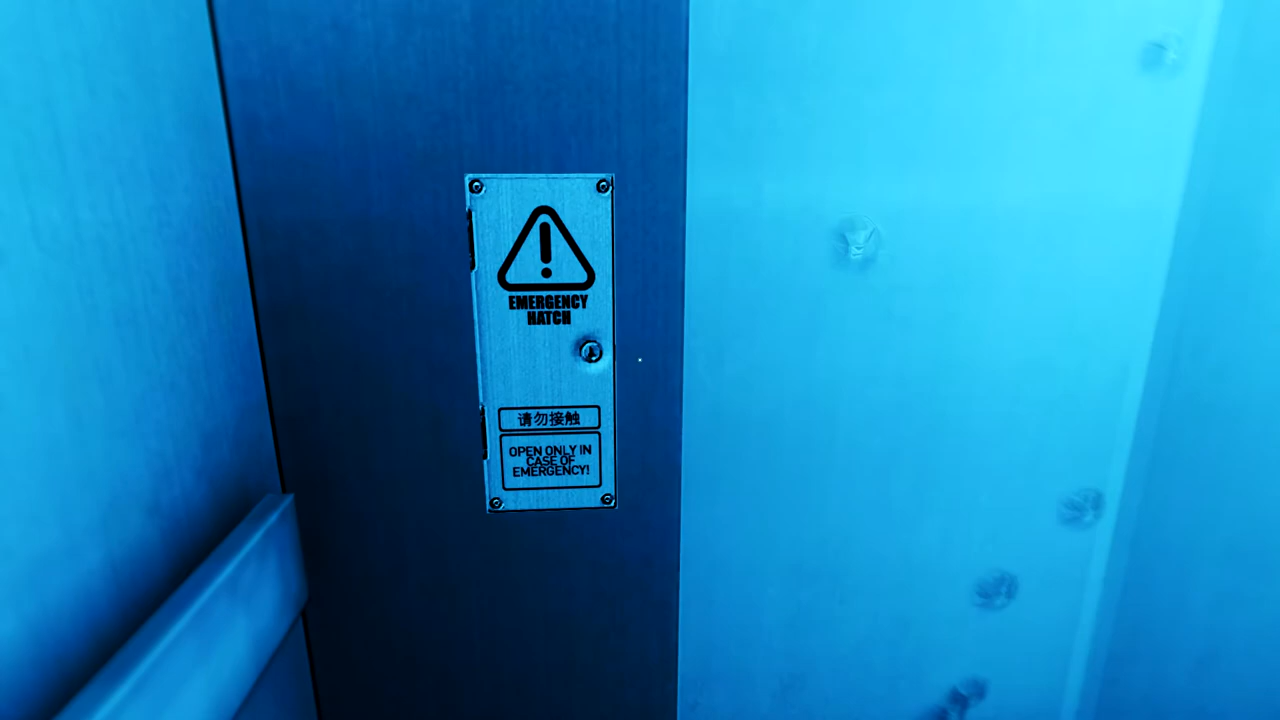 EMERGENCY
HATCH
请勿接触
OPEN ONLY IN
CASE OF
EMERGENCY!